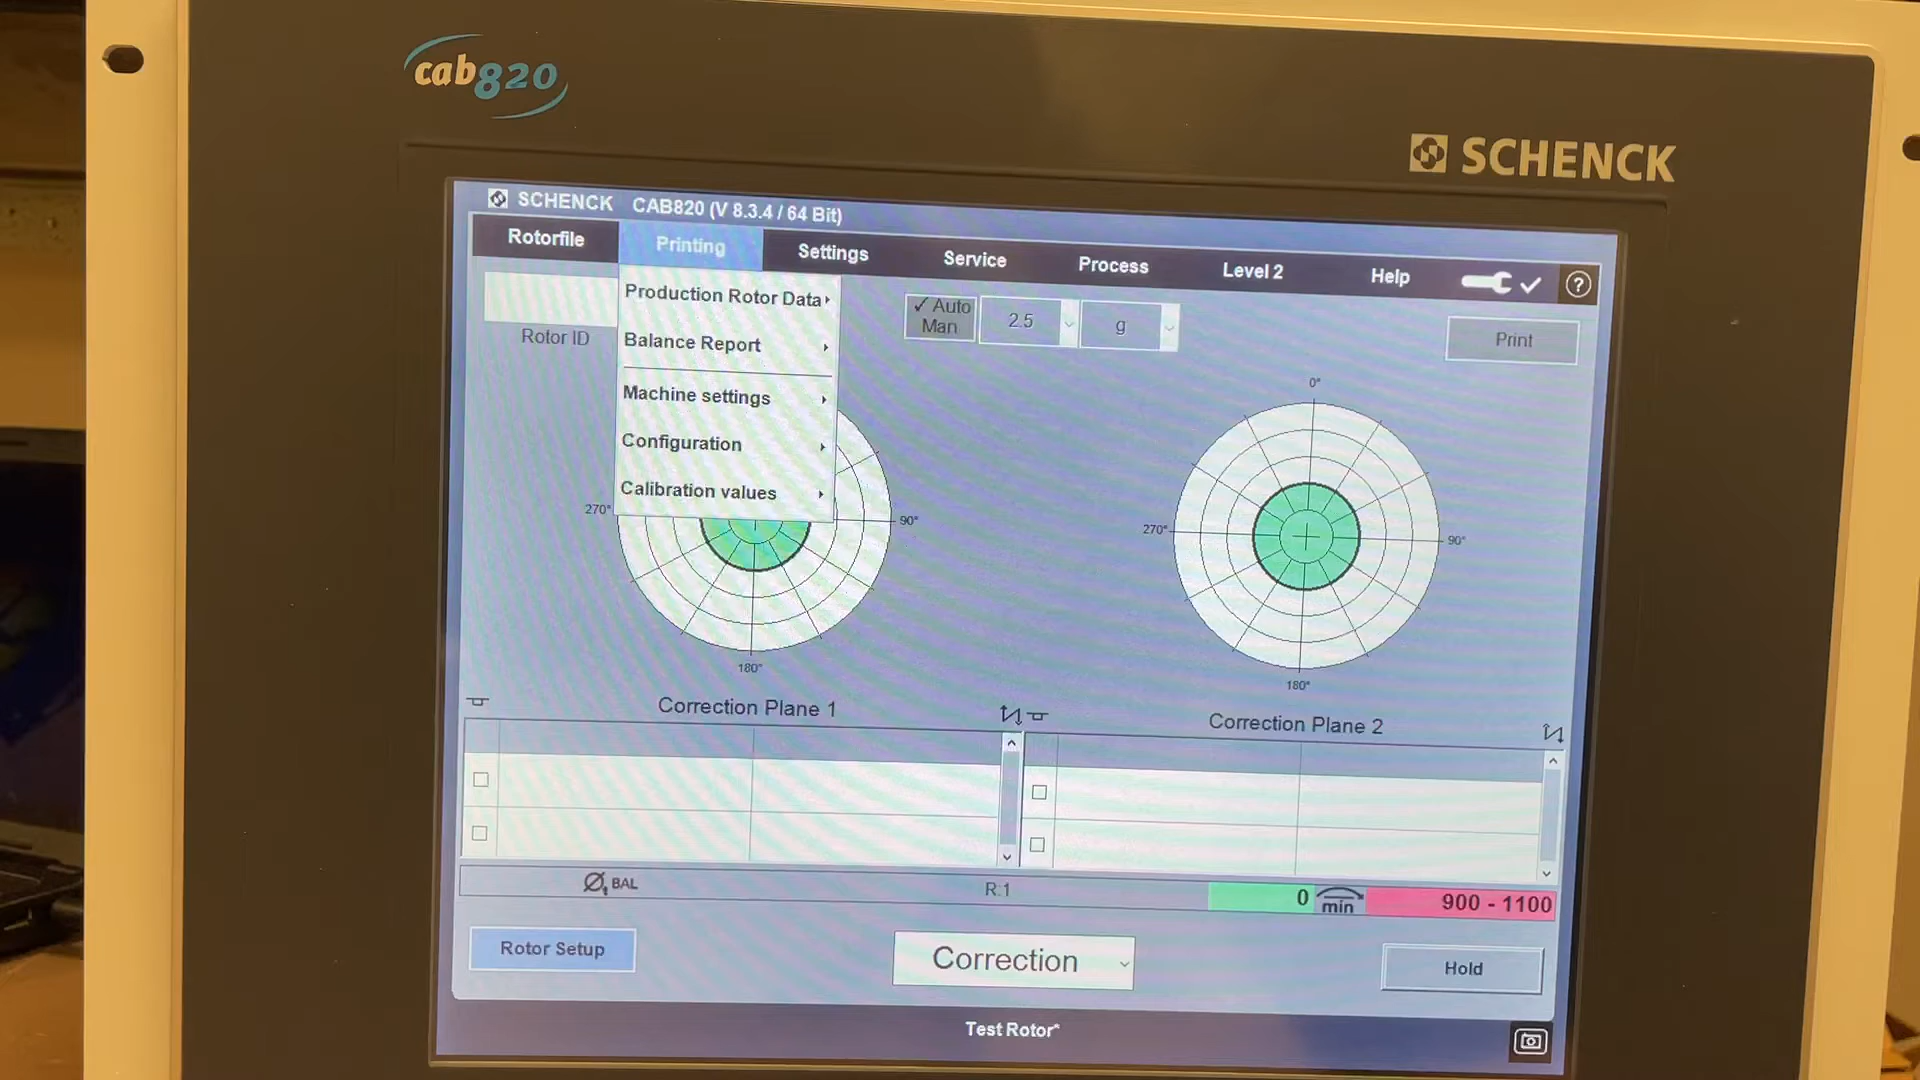 cab820
SCHENCK
SCHENCK CAB820 (V 8.3.4 / 64 Bit)
Rotorfile Printing Settings Service Process Level 2 Help ?
Production Rotor Data
Balance Report
Machine settings
Configuration
Calibration values
Rotor ID
✓ Auto
Man
2.5
g
Print
270° 90°
180°
0°
270° 90°
180°
Correction Plane 1
Correction Plane 2
BAL
R:1
0
min
900 - 1100
Rotor Setup
Correction
Hold
Test Rotor*